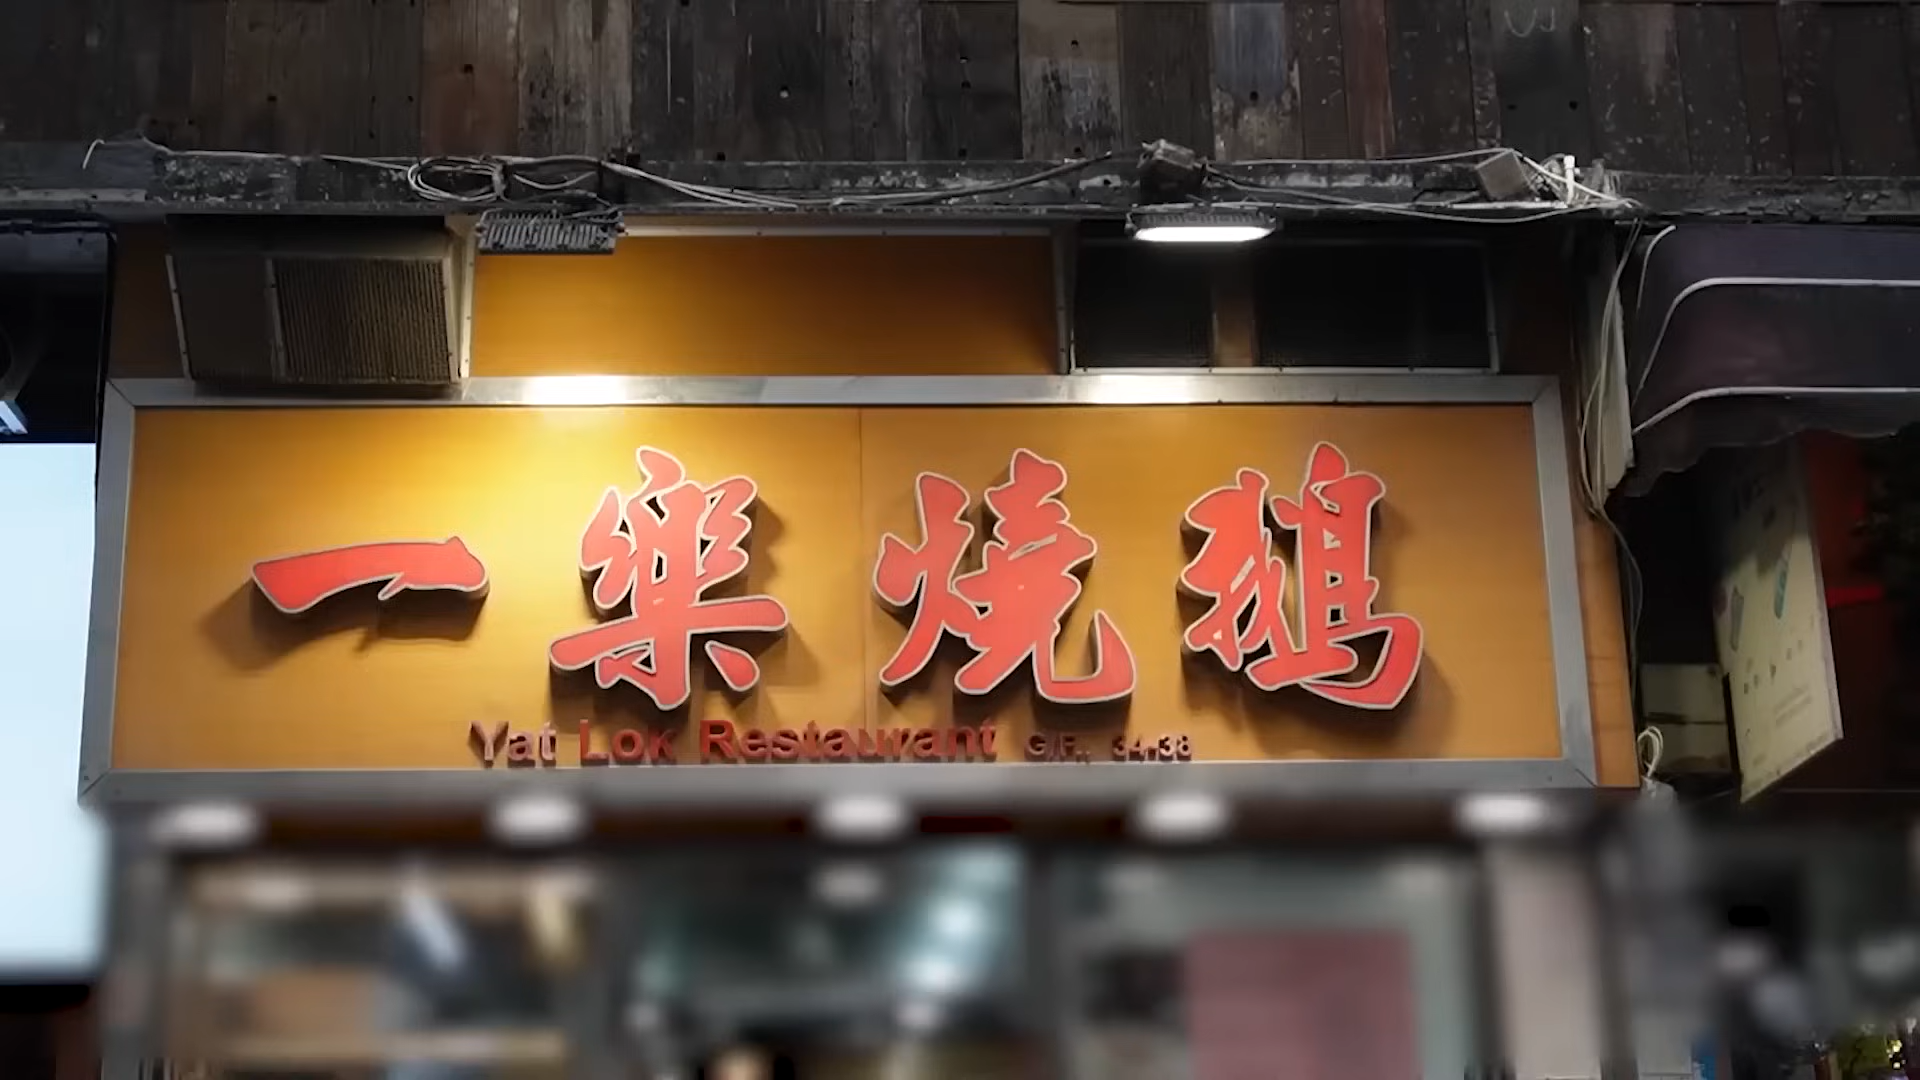 一樂燒鵝
Yat Lok Restaurant G/F., 34-38